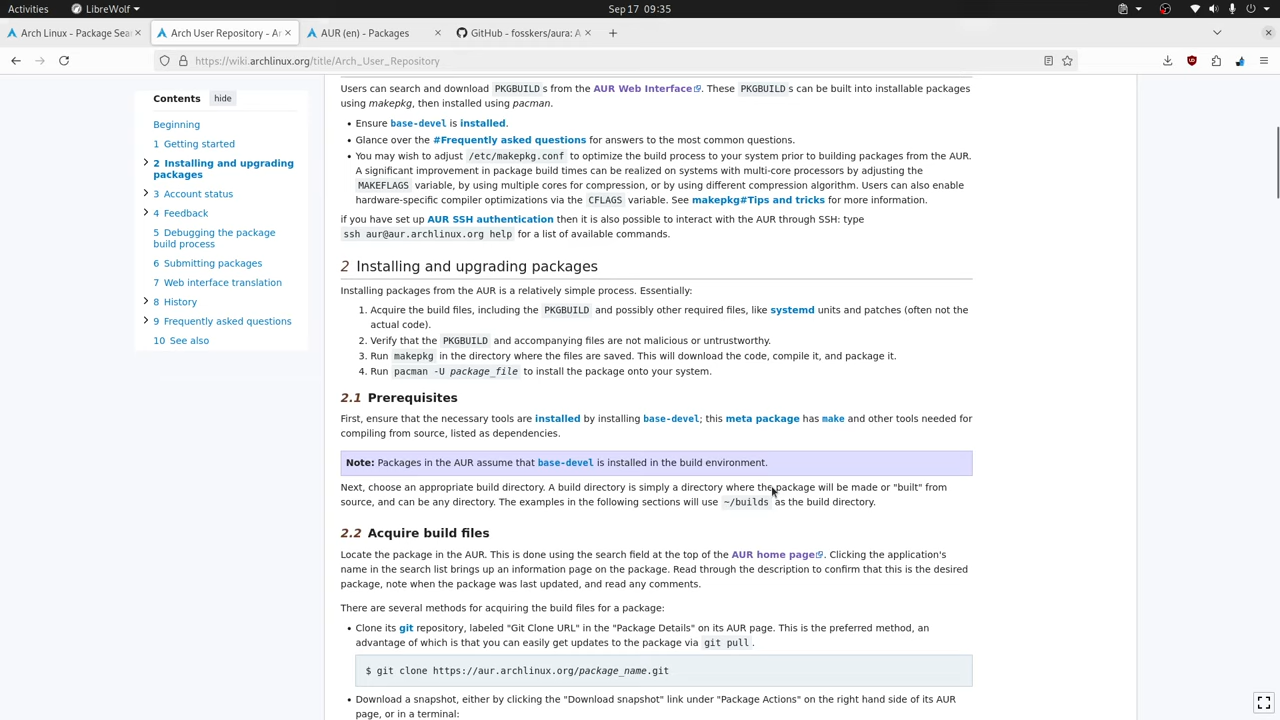 Activities LibreWolf Sep 17 09:35
Arch Linux - Package Sea Arch User Repository - Ar AUR (en) - Packages GitHub - fosskers/aura: A
https://wiki.archlinux.org/title/Arch_User_Repository
Contents hide
Beginning
1 Getting started
2 Installing and upgrading
packages
3 Account status
4 Feedback
5 Debugging the package
build process
6 Submitting packages
7 Web interface translation
8 History
9 Frequently asked questions
10 See also
Users can search and download PKGBUILDs from the AUR Web Interface. These PKGBUILDs can be built into installable packages
using makepkg, then installed using pacman.
• Ensure base-devel is installed.
• Glance over the #Frequently asked questions for answers to the most common questions.
• You may wish to adjust /etc/makepkg.conf to optimize the build process to your system prior to building packages from the AUR.
A significant improvement in package build times can be realized on systems with multi-core processors by adjusting the
MAKEFLAGS variable, by using multiple cores for compression, or by using different compression algorithm. Users can also enable
hardware-specific compiler optimizations via the CFLAGS variable. See makepkg#Tips and tricks for more information.
if you have set up AUR SSH authentication then it is also possible to interact with the AUR through SSH: type
ssh aur@aur.archlinux.org help for a list of available commands.
2 Installing and upgrading packages
Installing packages from the AUR is a relatively simple process. Essentially:
1. Acquire the build files, including the PKGBUILD and possibly other required files, like systemd units and patches (often not the
actual code).
2. Verify that the PKGBUILD and accompanying files are not malicious or untrustworthy.
3. Run makepkg in the directory where the files are saved. This will download the code, compile it, and package it.
4. Run pacman -U package_file to install the package onto your system.
2.1 Prerequisites
First, ensure that the necessary tools are installed by installing base-devel; this meta package has make and other tools needed for
compiling from source, listed as dependencies.
Note: Packages in the AUR assume that base-devel is installed in the build environment.
Next, choose an appropriate build directory. A build directory is simply a directory where the package will be made or "built" from
source, and can be any directory. The examples in the following sections will use ~/builds as the build directory.
2.2 Acquire build files
Locate the package in the AUR. This is done using the search field at the top of the AUR home page. Clicking the application's
name in the search list brings up an information page on the package. Read through the description to confirm that this is the desired
package, note when the package was last updated, and read any comments.
There are several methods for acquiring the build files for a package:
• Clone its git repository, labeled "Git Clone URL" in the "Package Details" on its AUR page. This is the preferred method, an
advantage of which is that you can easily get updates to the package via git pull.
$ git clone https://aur.archlinux.org/package_name.git
• Download a snapshot, either by clicking the "Download snapshot" link under "Package Actions" on the right hand side of its AUR
page, or in a terminal: